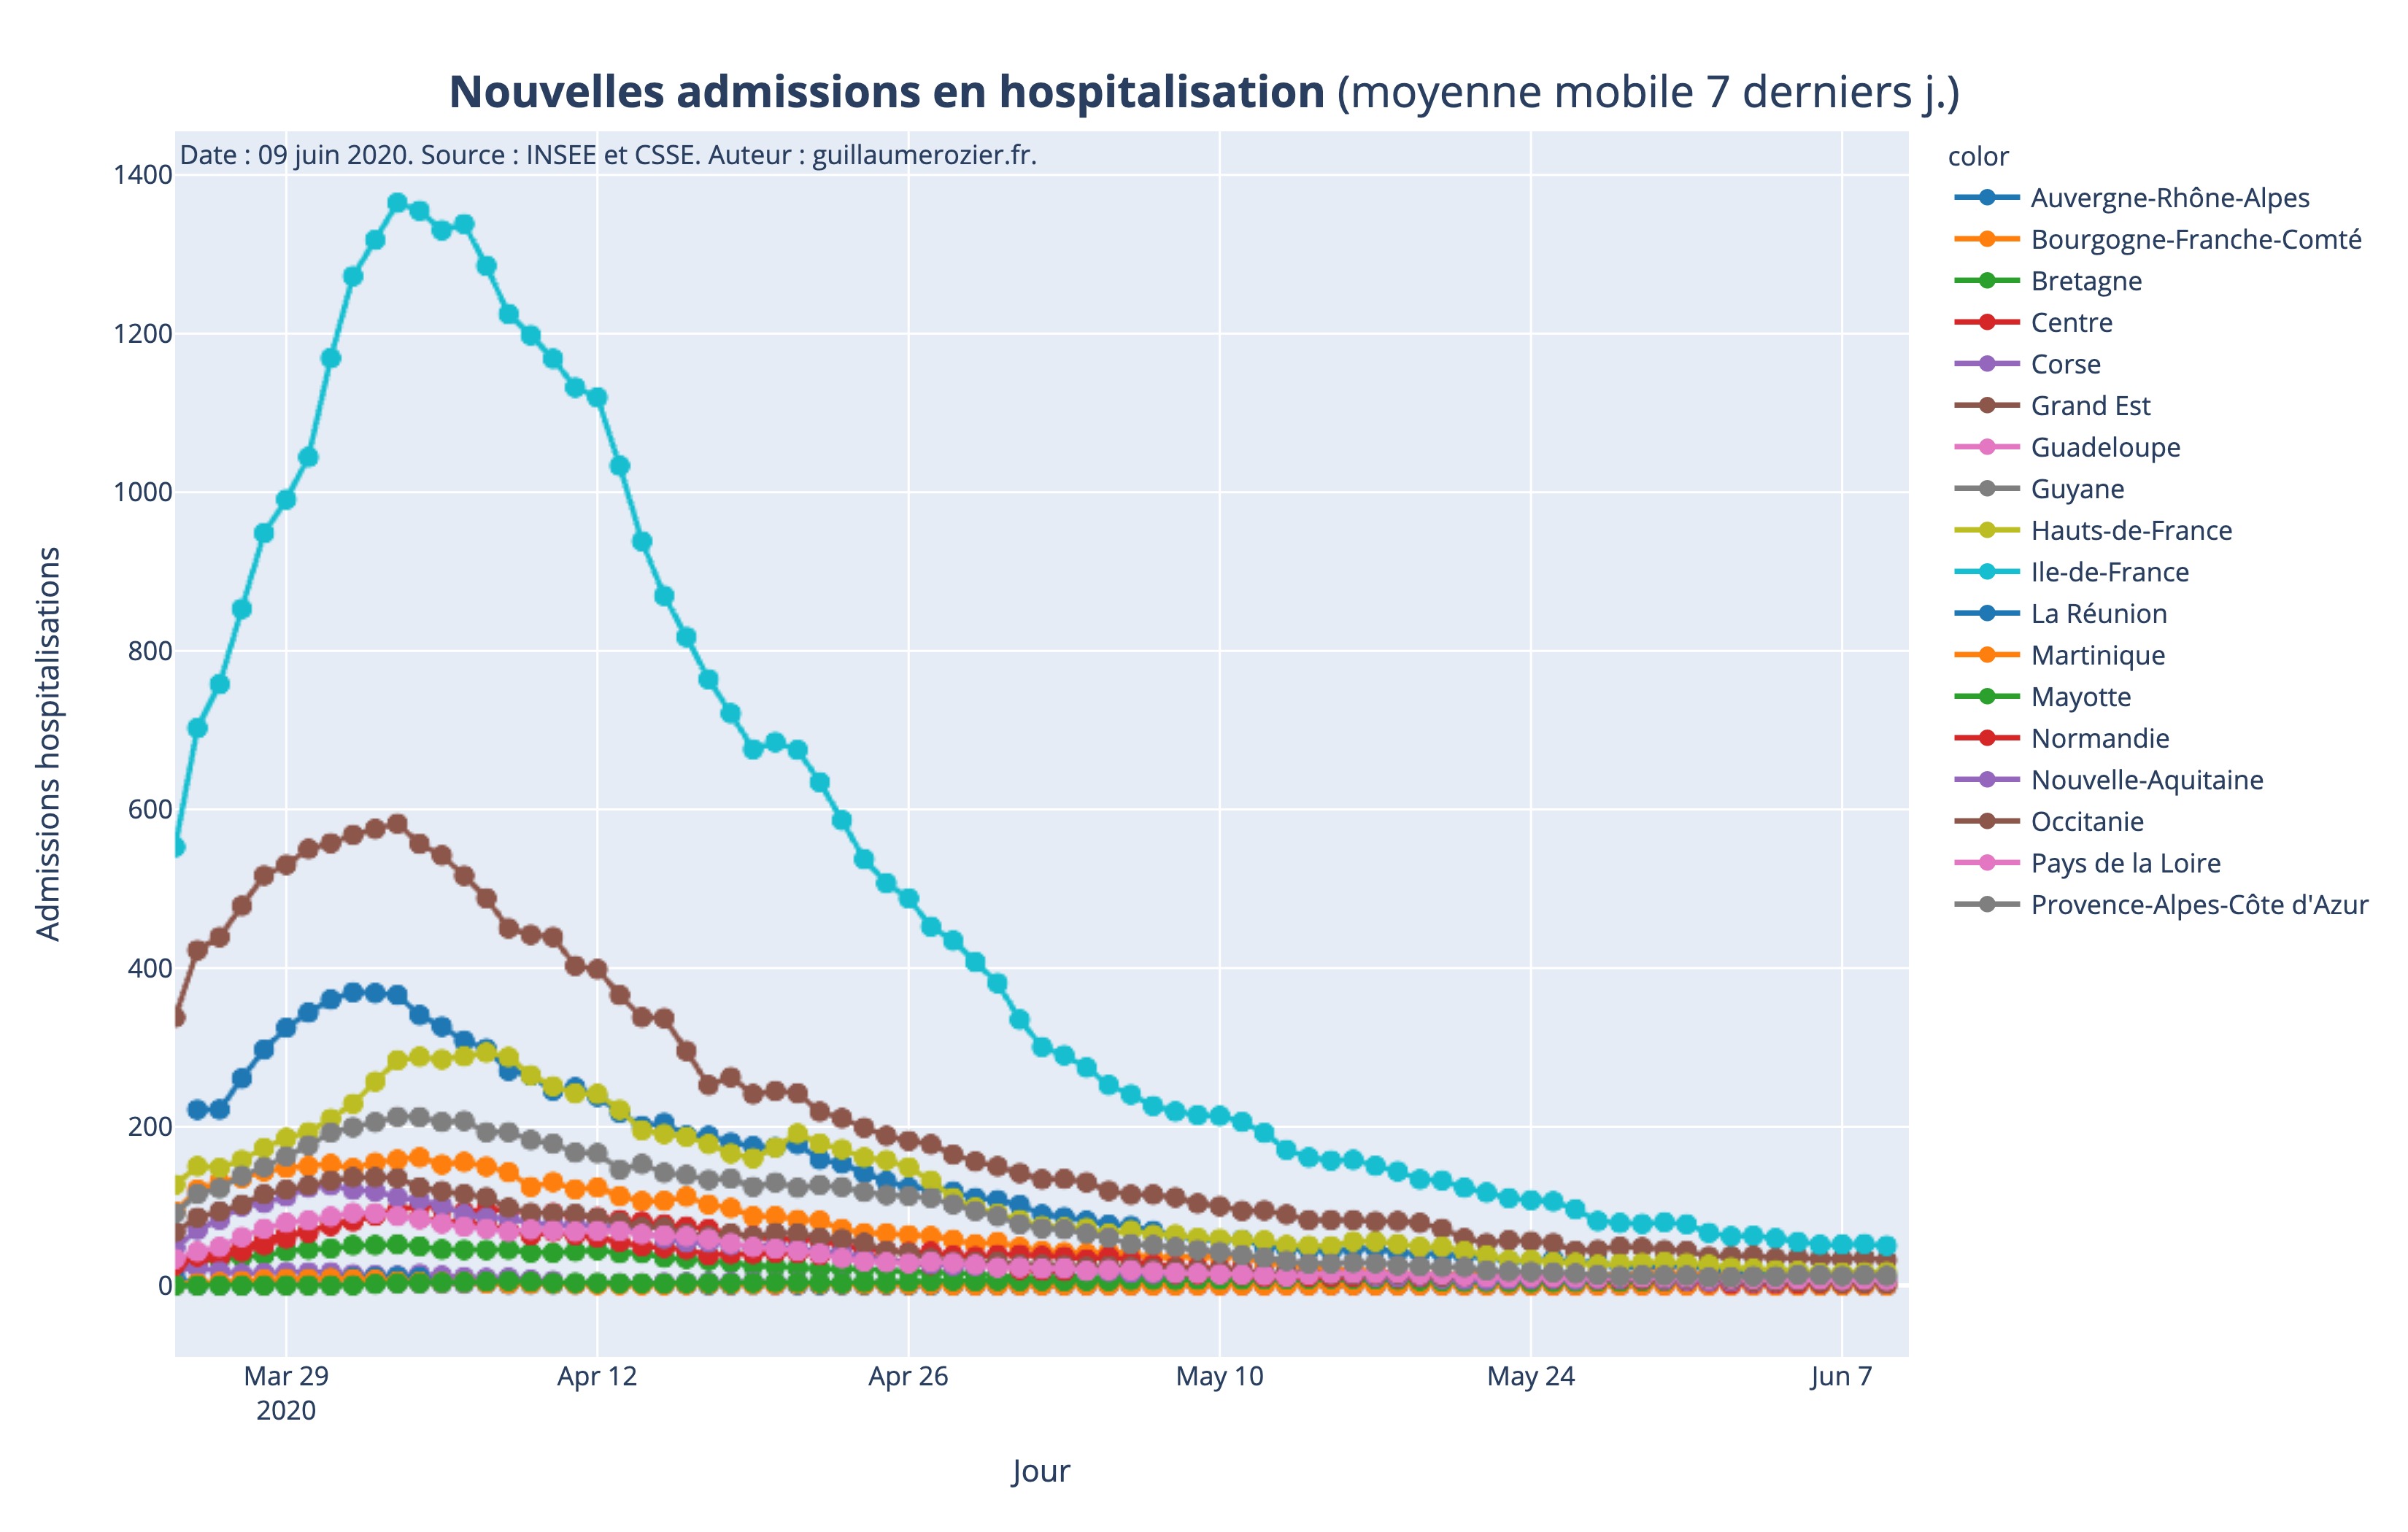 Nouvelles admissions en hospitalisation (moyenne mobile 7 derniers j.)
Date : 09 juin 2020. Source : INSEE et CSSE. Auteur : guillaumerozier.fr.
Admissions hospitalisations
1400
1200
1000
800
600
400
200
0
Mar 29
2020
Apr 12
Apr 26
May 10
May 24
Jun 7
Jour
color
Auvergne-Rhône-Alpes
Bourgogne-Franche-Comté
Bretagne
Centre
Corse
Grand Est
Guadeloupe
Guyane
Hauts-de-France
Ile-de-France
La Réunion
Martinique
Mayotte
Normandie
Nouvelle-Aquitaine
Occitanie
Pays de la Loire
Provence-Alpes-Côte d'Azur